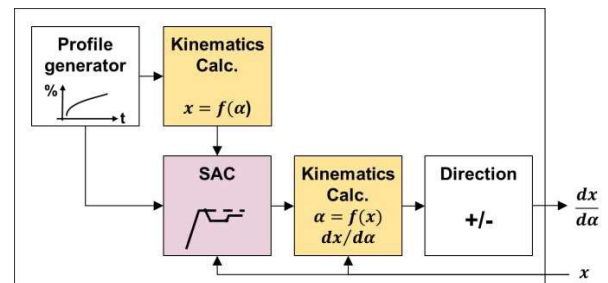 Profile
generator
%
t
Kinematics
Calc.
x = f(α)
SAC
Kinematics
Calc.
α = f(x)
dx/dα
Direction
+/-
dx
dα
x